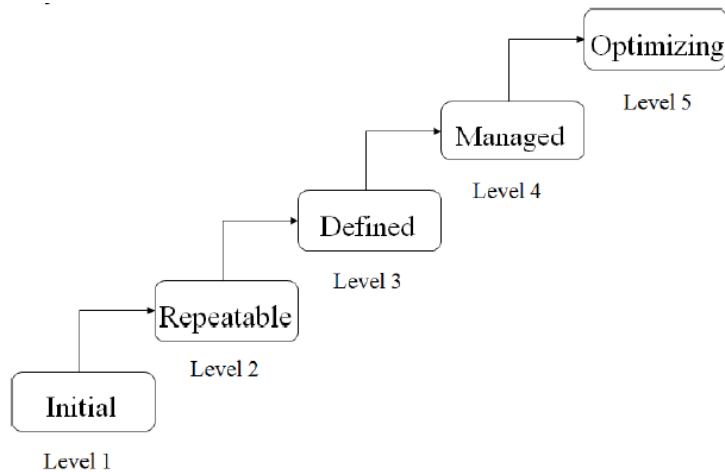 Optimizing
Level 5
Managed
Level 4
Defined
Level 3
Repeatable
Level 2
Initial
Level 1